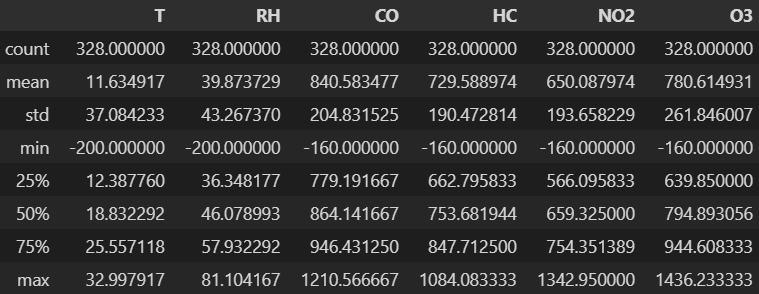 T RH CO HC NO2 O3
count 328.000000 328.000000 328.000000 328.000000 328.000000 328.000000
mean 11.634917 39.873729 840.583477 729.588974 650.087974 780.614931
std 37.084233 43.267370 204.831525 190.472814 193.658229 261.846007
min -200.000000 -200.000000 -160.000000 -160.000000 -160.000000 -160.000000
25% 12.387760 36.348177 779.191667 662.795833 566.095833 639.850000
50% 18.832292 46.078993 864.141667 753.681944 659.325000 794.893056
75% 25.557118 57.932292 946.431250 847.712500 754.351389 944.608333
max 32.997917 81.104167 1210.566667 1084.083333 1342.950000 1436.233333